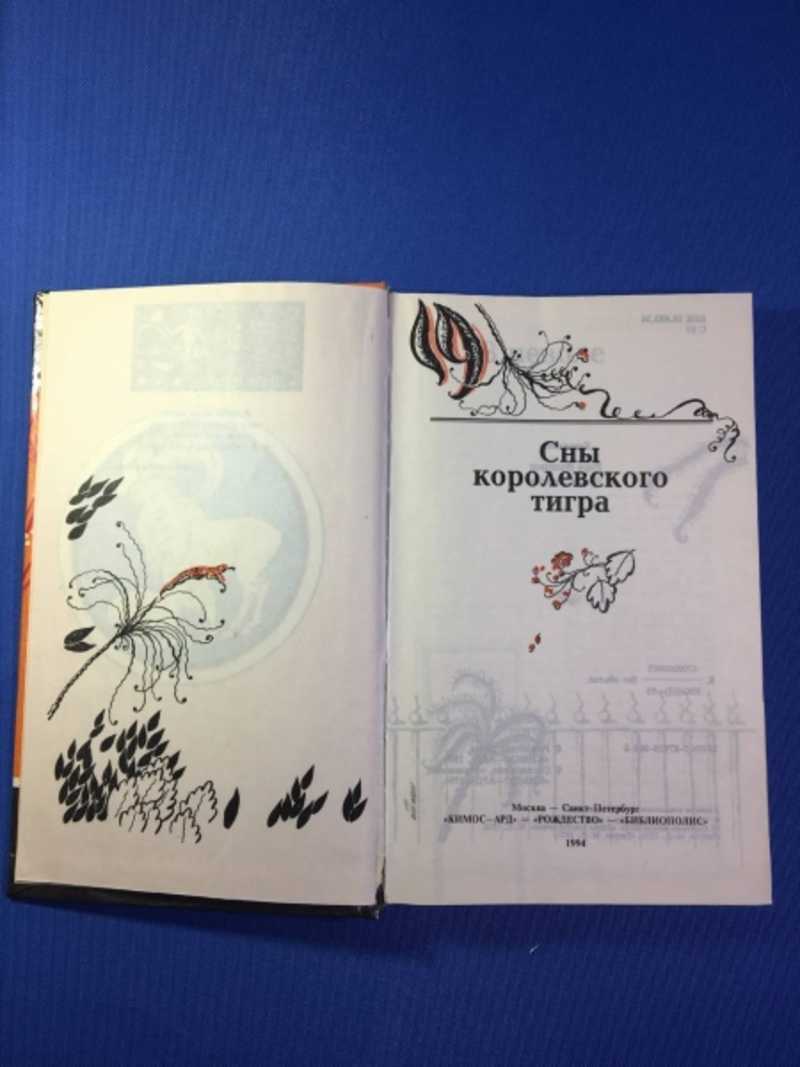 Сны
королевского
тигра
Москва — Санкт-Петербург
«КИМОС—АРД» — «РОЖДЕСТВО» — «БИБЛИОПОЛИС»
1994